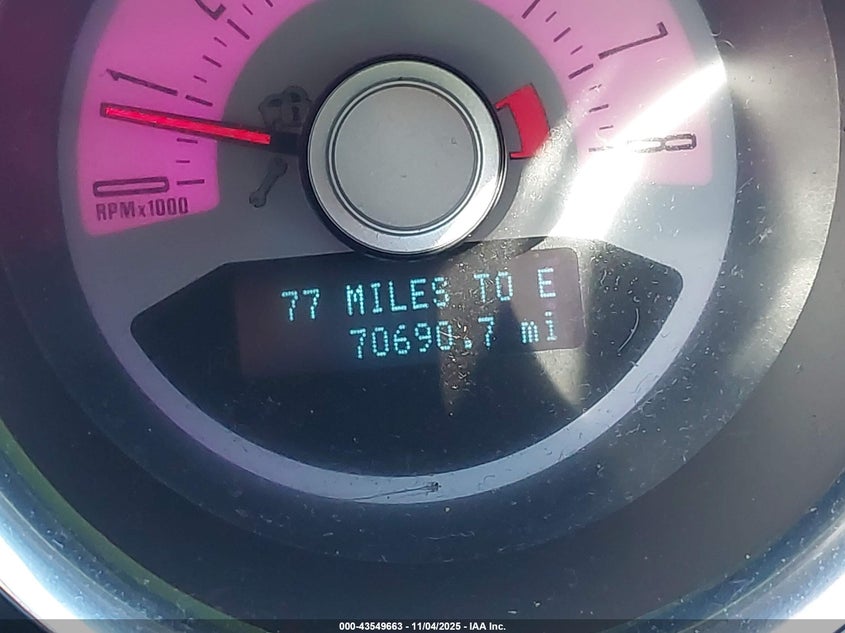 1
7
8
0
RPMx1000
77 MILES TO E
70690.7 mi
000-43549663 - 11/04/2025 - IAA Inc.